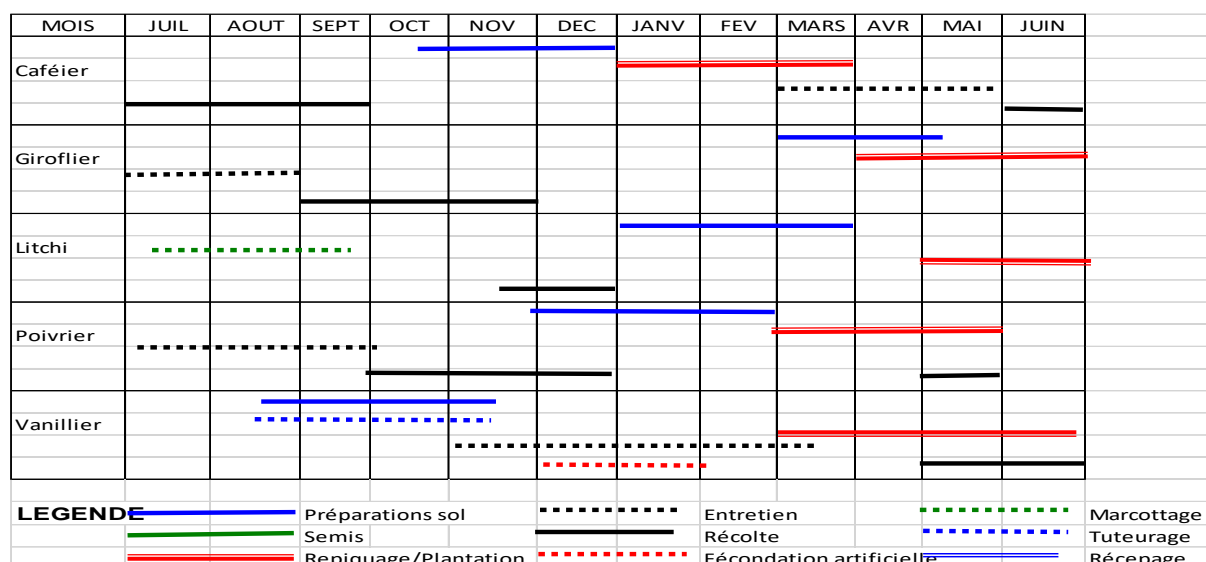 MOIS JUIL AOUT SEPT OCT NOV DEC JANV FEV MARS AVR MAI JUIN
Caféier
Giroflier
Litchi
Poivrier
Vanillier
LEGENDE Préparations sol Entretien Marcottage
Semis Récolte Tuteurage
Repiquage/Plantation Fécondation artificielle Récepage